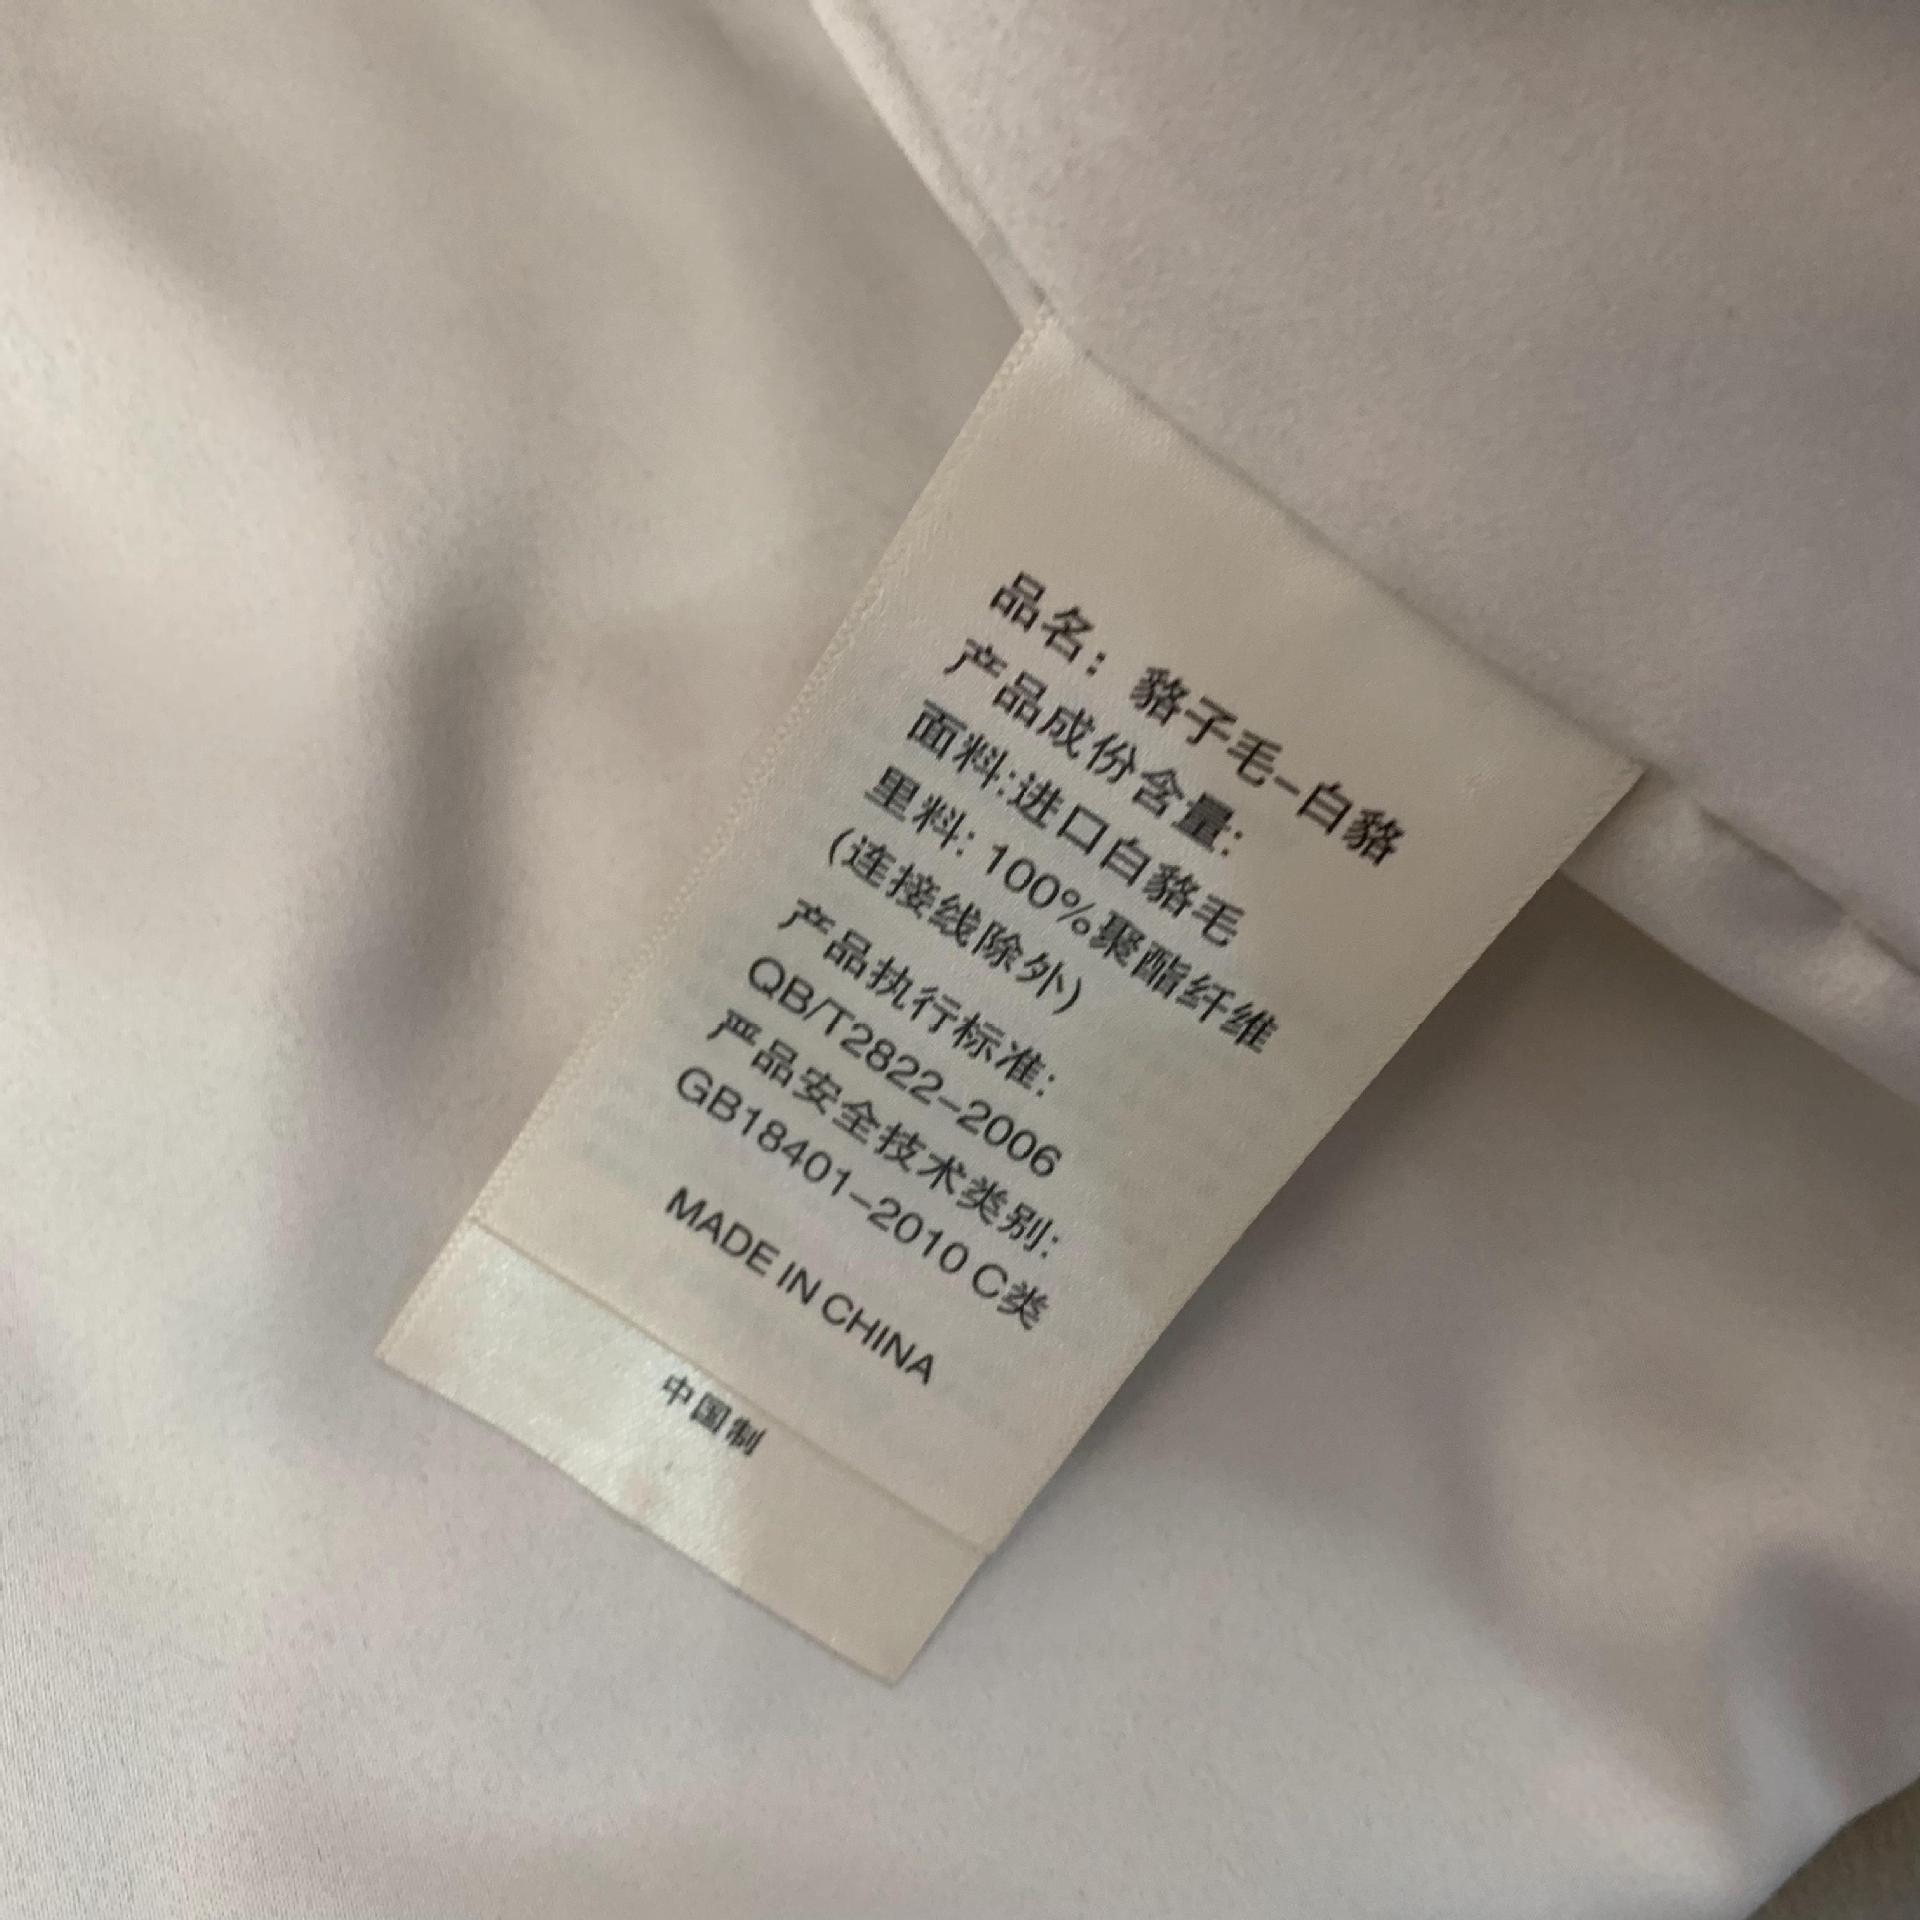 品名：貉子毛-白貉
产品成份含量:
面料:进口白貉毛
里料: 100%聚酯纤维
(连接线除外)
产品执行标准:
QB/T2822-2006
严品安全技术类别:
GB18401-2010 C类
MADE IN CHINA
中国制